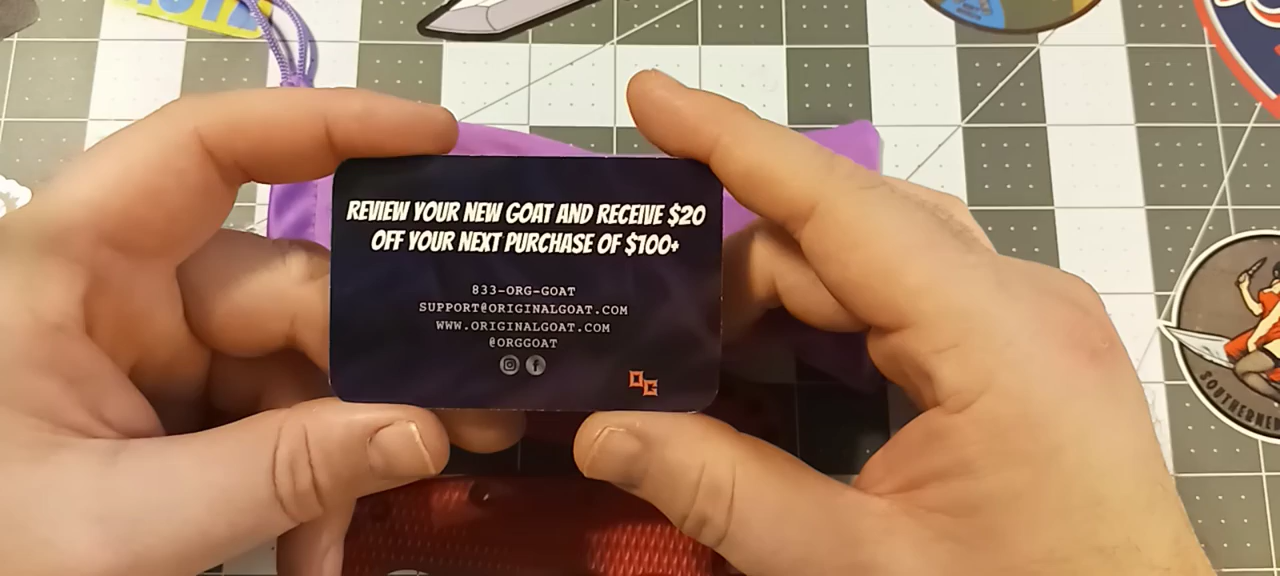 REVIEW YOUR NEW GOAT AND RECEIVE $20
OFF YOUR NEXT PURCHASE OF $100+
833-ORG-GOAT
SUPPORT@ORIGINALGOAT.COM
WWW.ORIGINALGOAT.COM
@ORGGOAT
OG